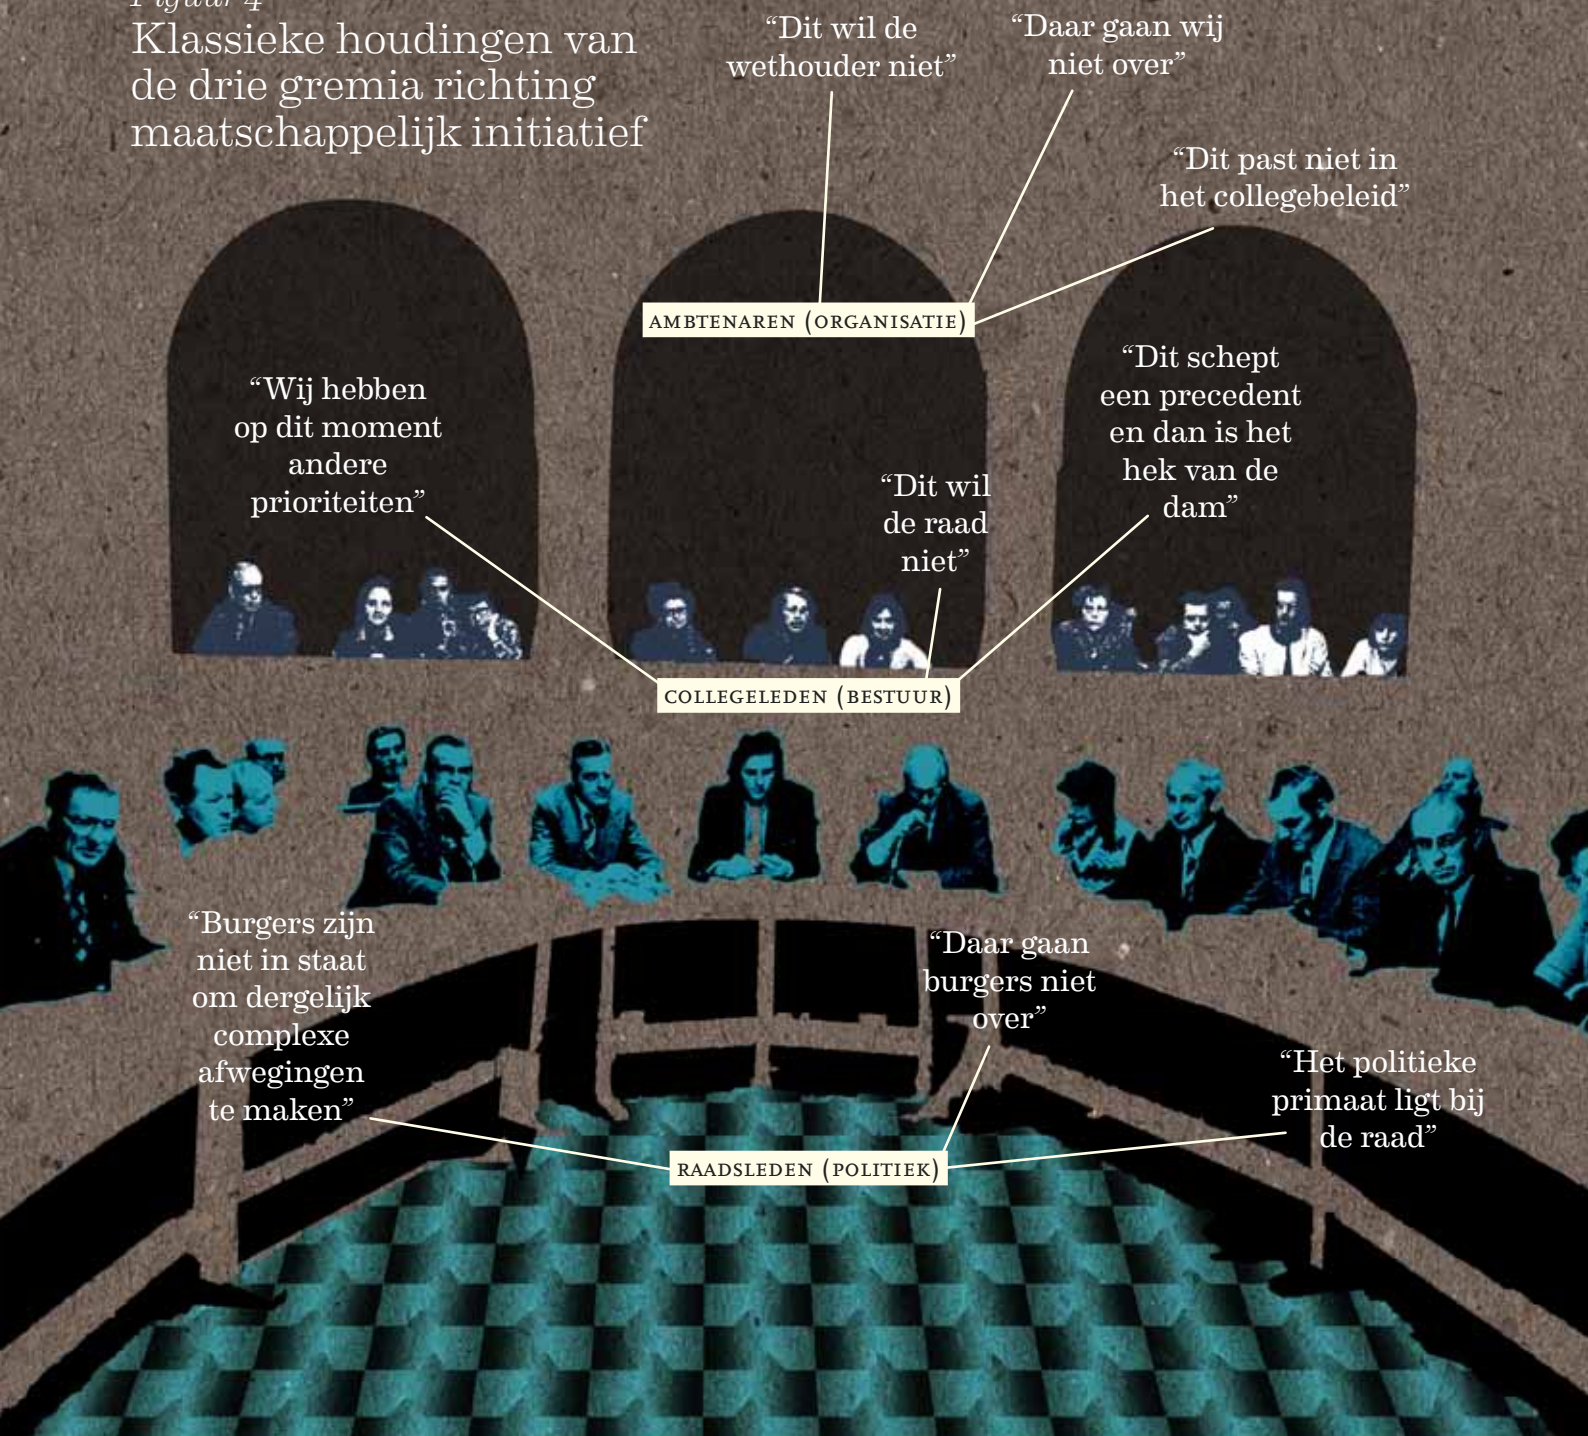 Figuur 4
Klassieke houdingen van
de drie gremia richting
maatschappelijk initiatief
“Dit wil de
wethouder niet”
“Daar gaan wij
niet over”
“Dit past niet in
het collegebeleid”
AMBTENAREN (ORGANISATIE)
“Wij hebben
op dit moment
andere
prioriteiten”
“Dit wil
de raad
niet”
“Dit schept
een precedent
en dan is het
hek van de
dam”
COLLEGELEDEN (BESTUUR)
“Burgers zijn
niet in staat
om dergelijk
complexe
afwegingen
te maken”
“Daar gaan
burgers niet
over”
“Het politieke
primaat ligt bij
de raad”
RAADSLEDEN (POLITIEK)